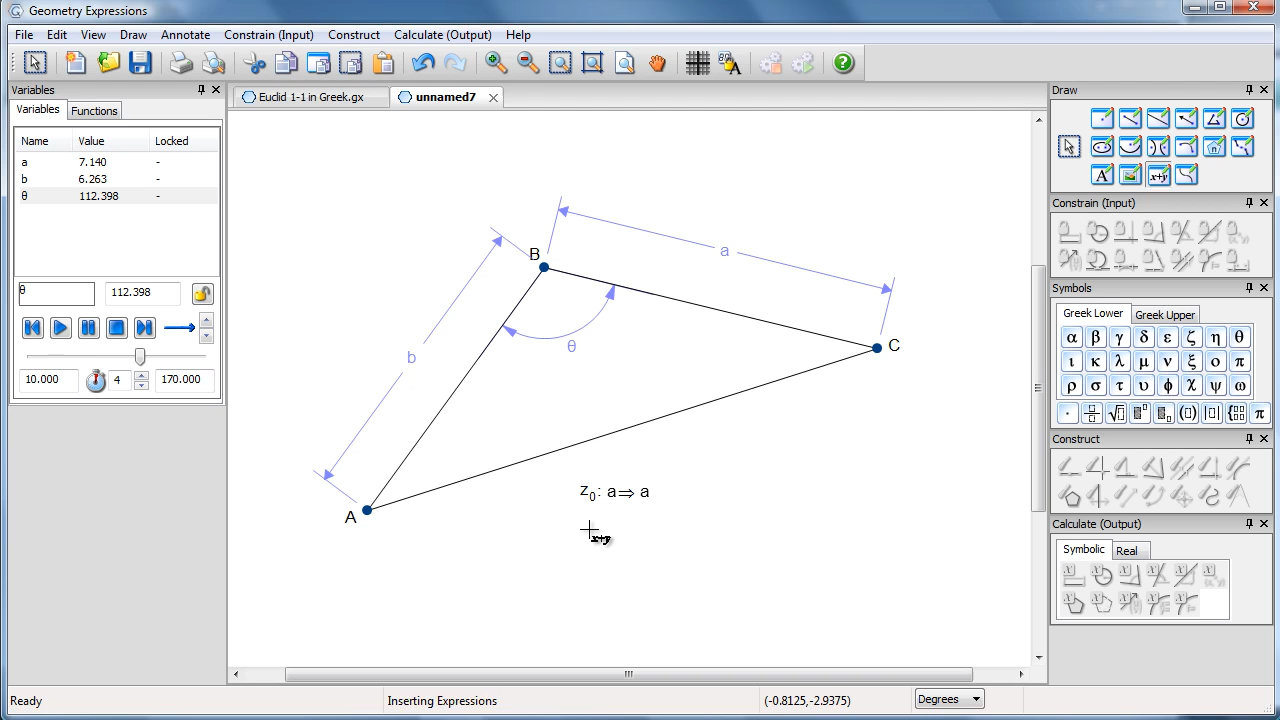 Geometry Expressions
File Edit View Draw Annotate Constrain (Input) Construct Calculate (Output) Help
Variables
Variables Functions
Name Value Locked
a 7.140 -
b 6.263 -
θ 112.398 -
θ 112.398
10.000 4 170.000
Euclid 1-1 in Greek.gx unnamed7
B
a
b
θ
C
A
z₀: a⇒ a
x+y
Draw
A x+y
Constrain (Input)
Symbols
Greek Lower Greek Upper
α β γ δ ε ζ η θ
ι κ λ μ ν ξ ο π
ρ σ τ υ φ χ ψ ω
π
Construct
Calculate (Output)
Symbolic Real
Ready Inserting Expressions (-0.8125,-2.9375) Degrees